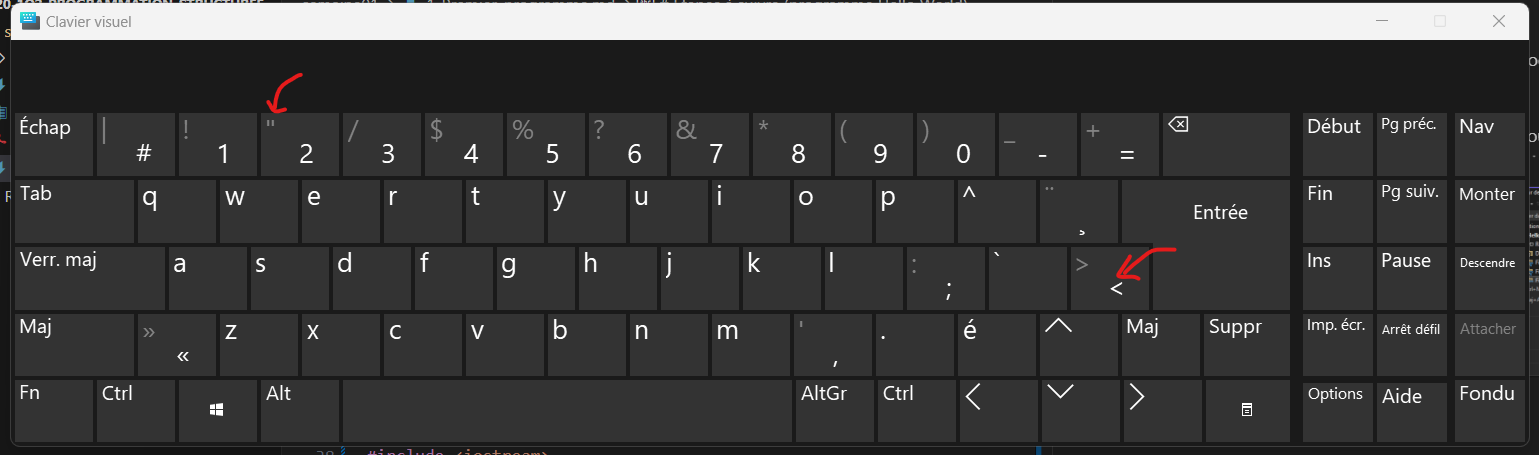 Clavier visuel
Échap | # ! 1 " 2 / 3 $ 4 % 5 ? 6 & 7 * 8 ( 9 ) 0 _ - + = Début Pg préc. Nav
Tab q w e r t y u i o p ^ ¨ ¸ Entrée Fin Pg suiv. Monter
Verr. maj a s d f g h j k l : ; ` > < Ins Pause Descendre
Maj » « z x c v b n m ' , . é Maj Suppr Imp. écr. Arrêt défil Attacher
Fn Ctrl Alt AltGr Ctrl Options Aide Fondu
#include <iostream>